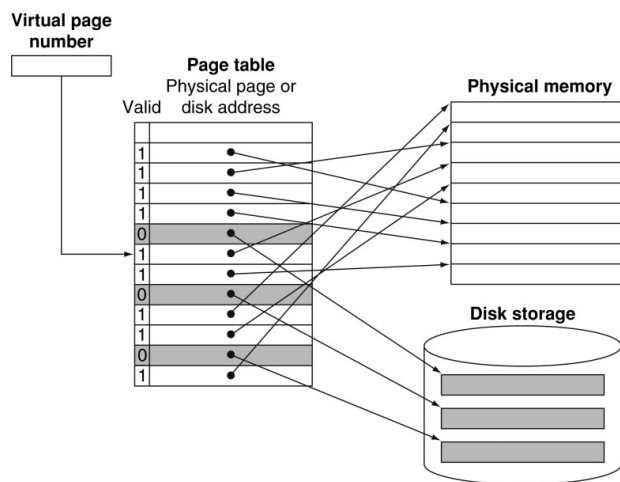 Virtual page
number
Page table
Physical page or
Valid disk address
Physical memory
1
1
1
1
0
1
1
0
1
1
0
1
Disk storage